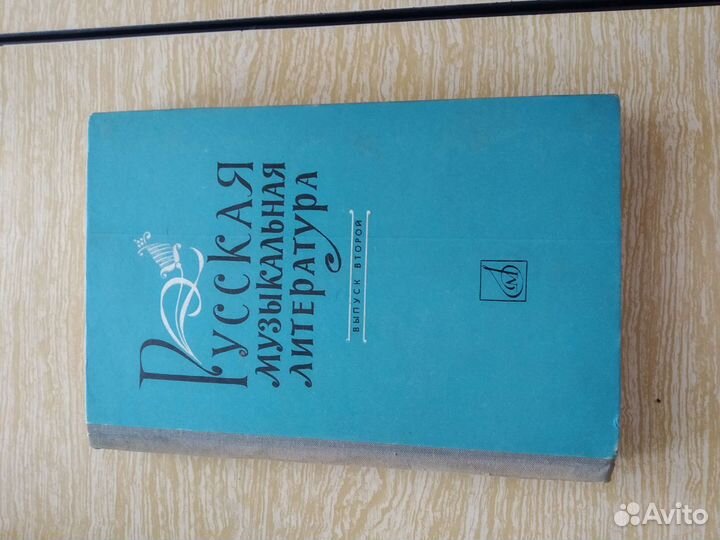 Русская
музыкальная
литература
ВЫПУСК ВТОРОЙ
Avito